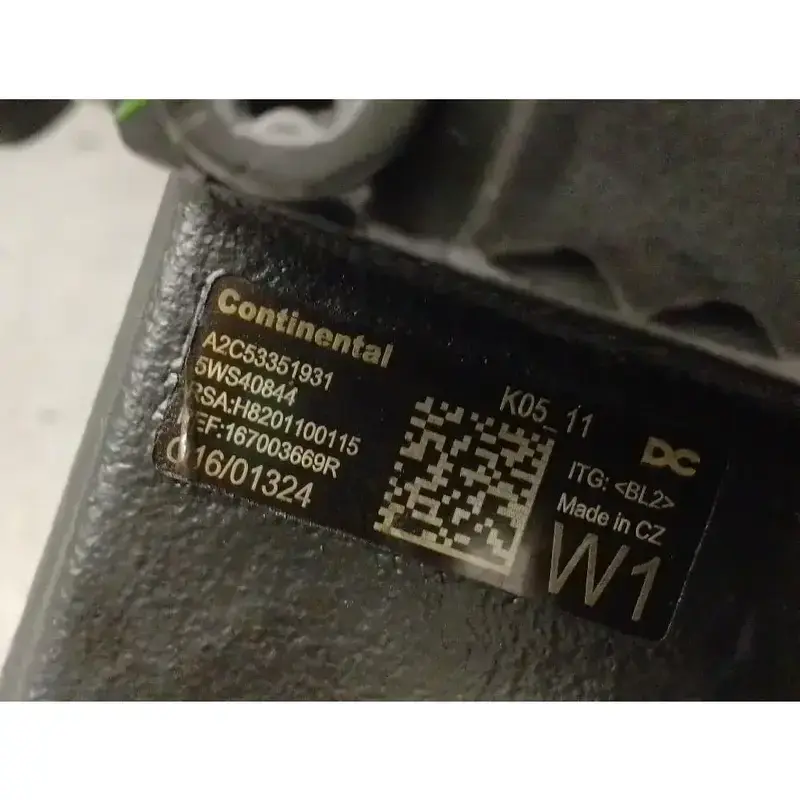 Continental
A2C53351931
5WS40844
RSA:H8201100115
EF:167003669R
16/01324
K05_11
DC
ITG: <BL2>
Made in CZ
W1